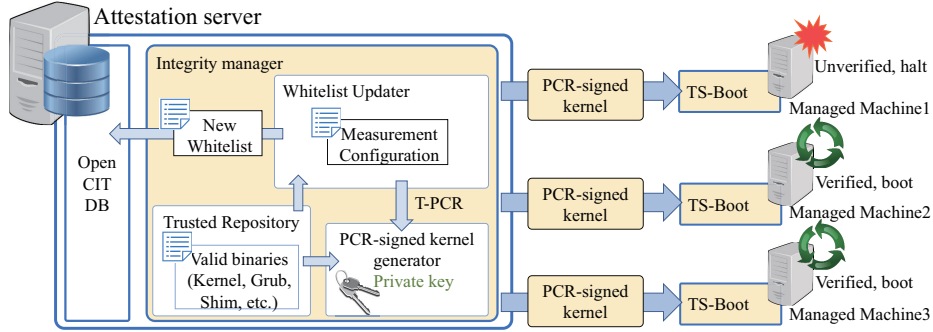 Attestation server
Integrity manager
Whitelist Updater
New
Whitelist
Measurement
Configuration
Open
CIT
DB
T-PCR
Trusted Repository
Valid binaries
(Kernel, Grub,
Shim, etc.)
PCR-signed kernel
generator
Private key
PCR-signed
kernel
TS-Boot
Unverified, halt
Managed Machine1
PCR-signed
kernel
TS-Boot
Verified, boot
Managed Machine2
PCR-signed
kernel
TS-Boot
Verified, boot
Managed Machine3